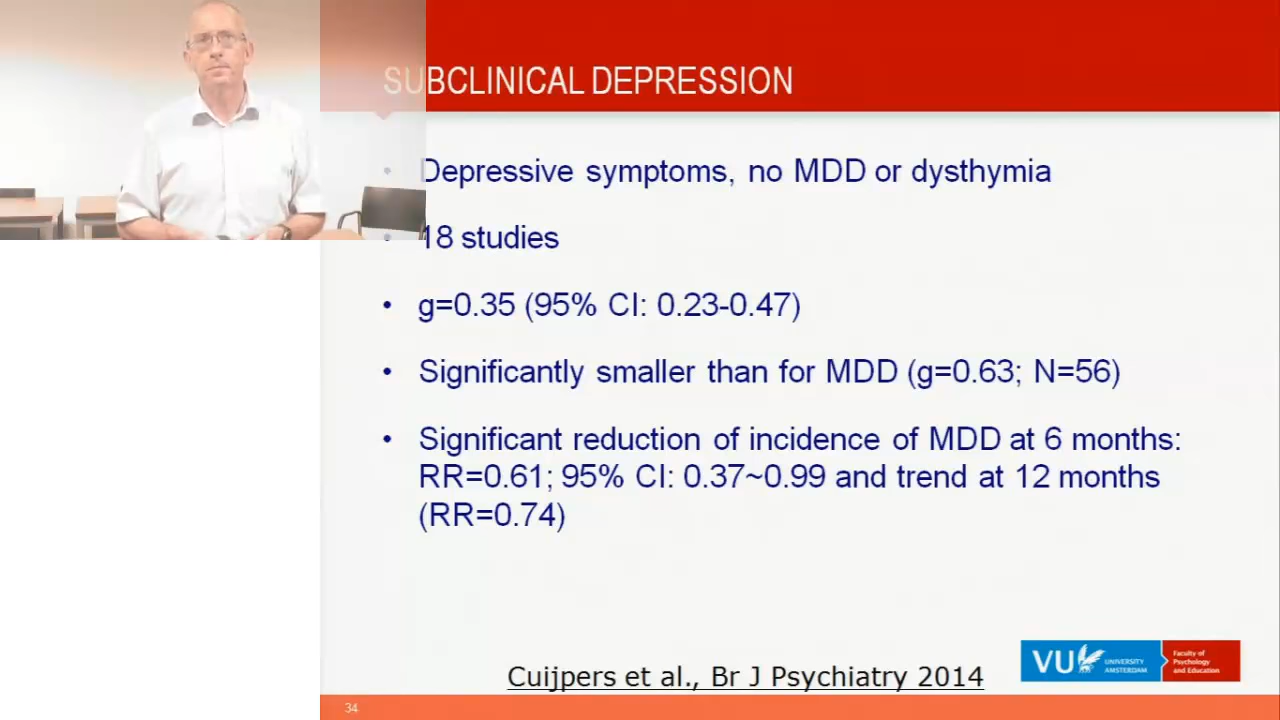 SUBCLINICAL DEPRESSION
• Depressive symptoms, no MDD or dysthymia
• 18 studies
• g=0.35 (95% CI: 0.23-0.47)
• Significantly smaller than for MDD (g=0.63; N=56)
• Significant reduction of incidence of MDD at 6 months:
RR=0.61; 95% CI: 0.37~0.99 and trend at 12 months
(RR=0.74)
Cuijpers et al., Br J Psychiatry 2014
VU UNIVERSITY
AMSTERDAM
Faculty of
Psychology
and Education
34